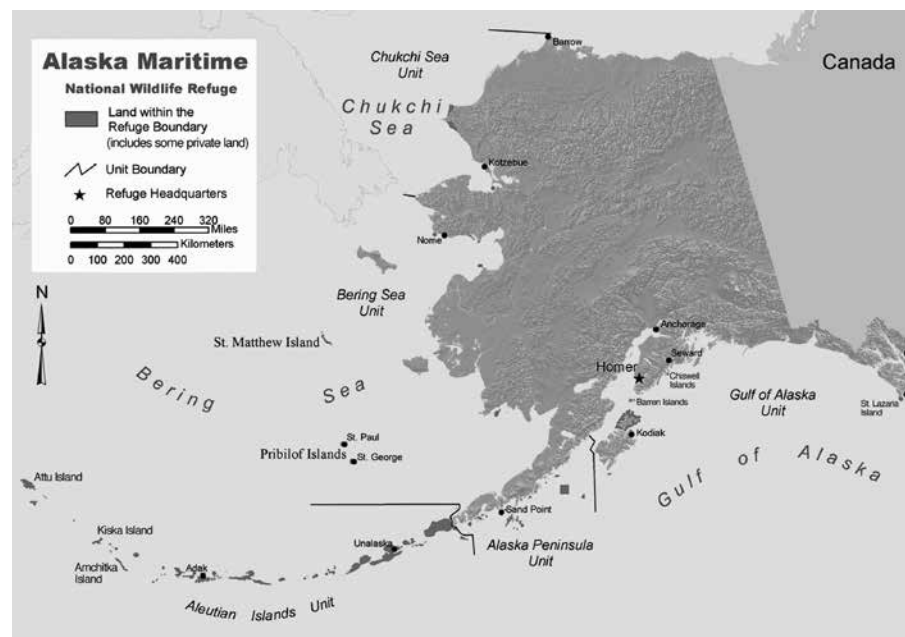 Alaska Maritime
National Wildlife Refuge
Land within the
Refuge Boundary
(includes some private land)
Unit Boundary
Refuge Headquarters
0 80 160 240 320
Miles
Kilometers
0 100 200 300 400
N
Chukchi Sea
Unit
Chukchi
Sea
Barrow
Canada
Kotzebue
Nome
Bering Sea
Unit
St. Matthew Island
Bering Sea
Anchorage
Seward
Homer
Chiswell
Islands
Barren Islands
Gulf of Alaska
Unit
St. Lazaria
Island
Kodiak
Gulf of Alaska
St. Paul
Pribilof Islands
St. George
Attu Island
Kiska Island
Amchitka
Island
Adak
Unalaska
Sand Point
Alaska Peninsula
Unit
Aleutian Islands Unit